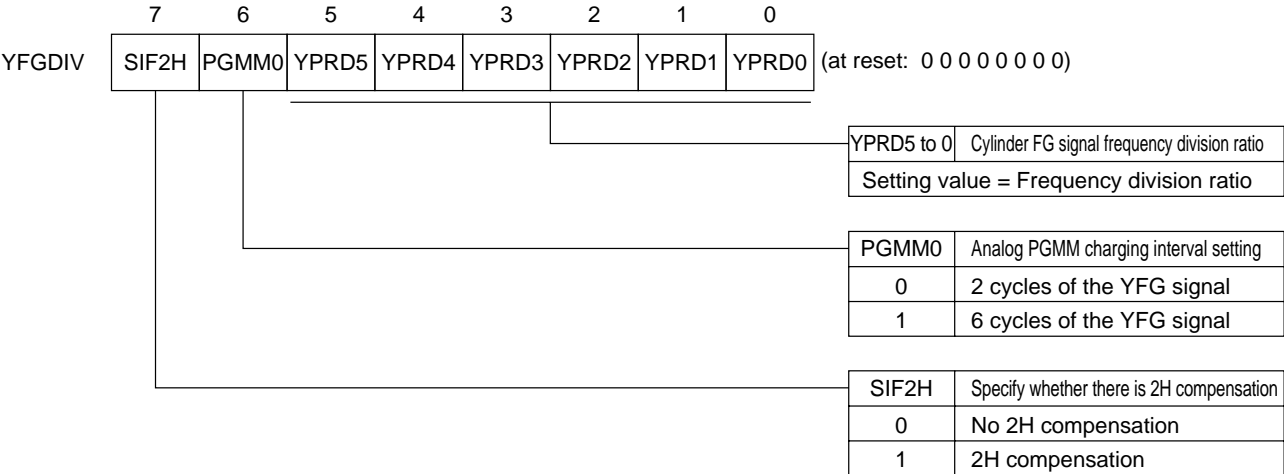 7 6 5 4 3 2 1 0
YFGDIV SIF2H PGMM0 YPRD5 YPRD4 YPRD3 YPRD2 YPRD1 YPRD0 (at reset: 0 0 0 0 0 0 0 0)
YPRD5 to 0 Cylinder FG signal frequency division ratio
Setting value = Frequency division ratio
PGMM0 Analog PGMM charging interval setting
0 2 cycles of the YFG signal
1 6 cycles of the YFG signal
SIF2H Specify whether there is 2H compensation
0 No 2H compensation
1 2H compensation